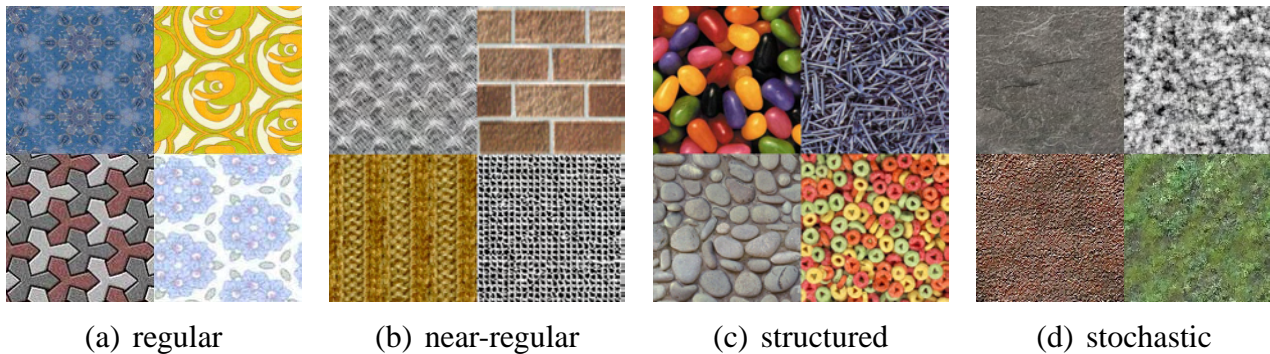 (a) regular
(b) near-regular
(c) structured
(d) stochastic